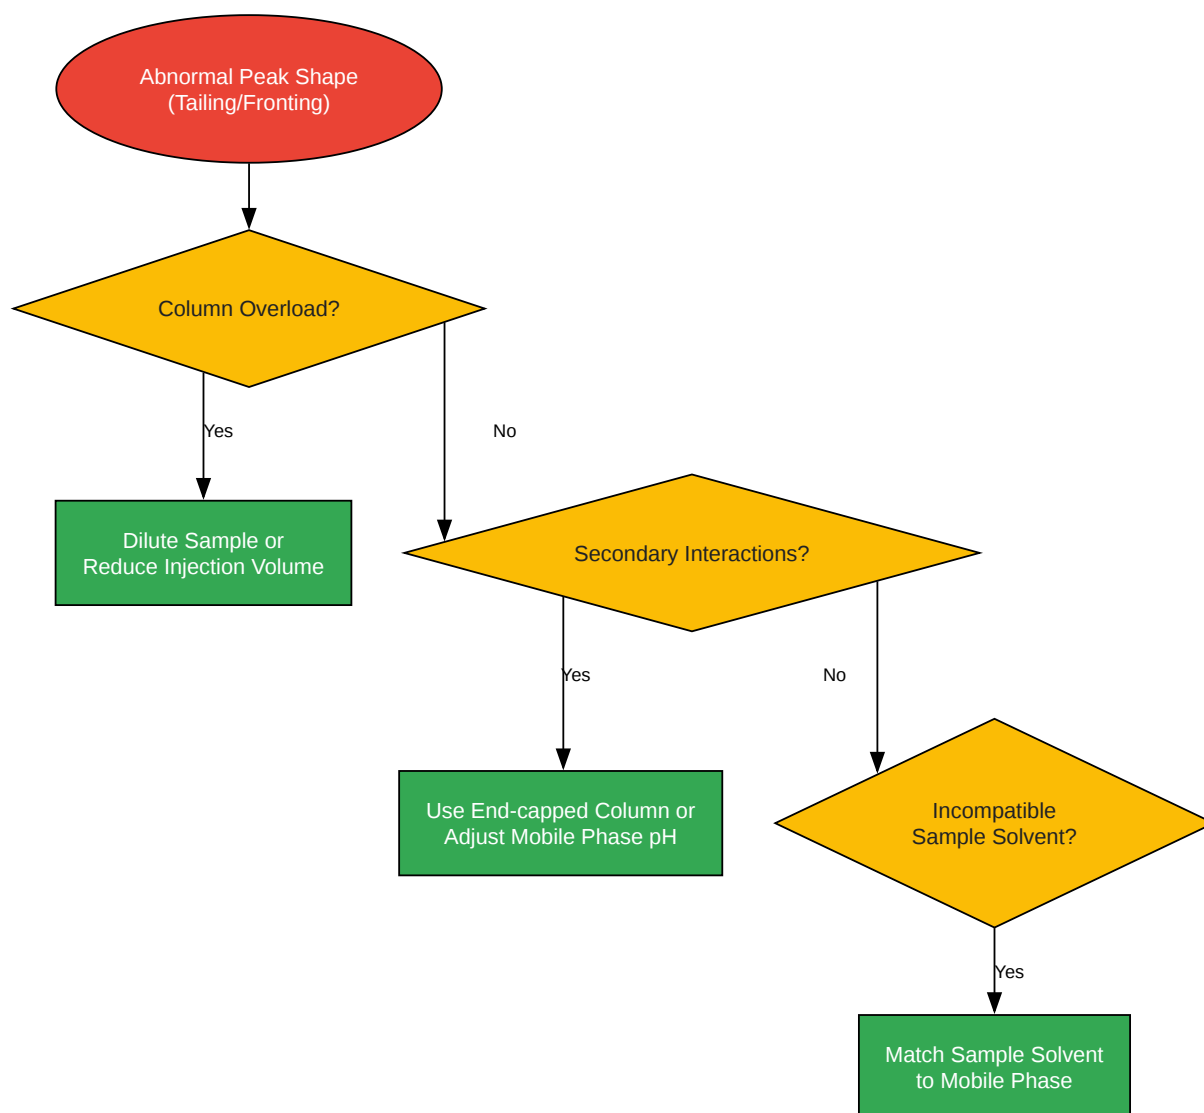 Abnormal Peak Shape
(Tailing/Fronting)
Column Overload?
Yes
No
Dilute Sample or
Reduce Injection Volume
Secondary Interactions?
Yes
No
Use End-capped Column or
Adjust Mobile Phase pH
Incompatible
Sample Solvent?
Yes
Match Sample Solvent
to Mobile Phase